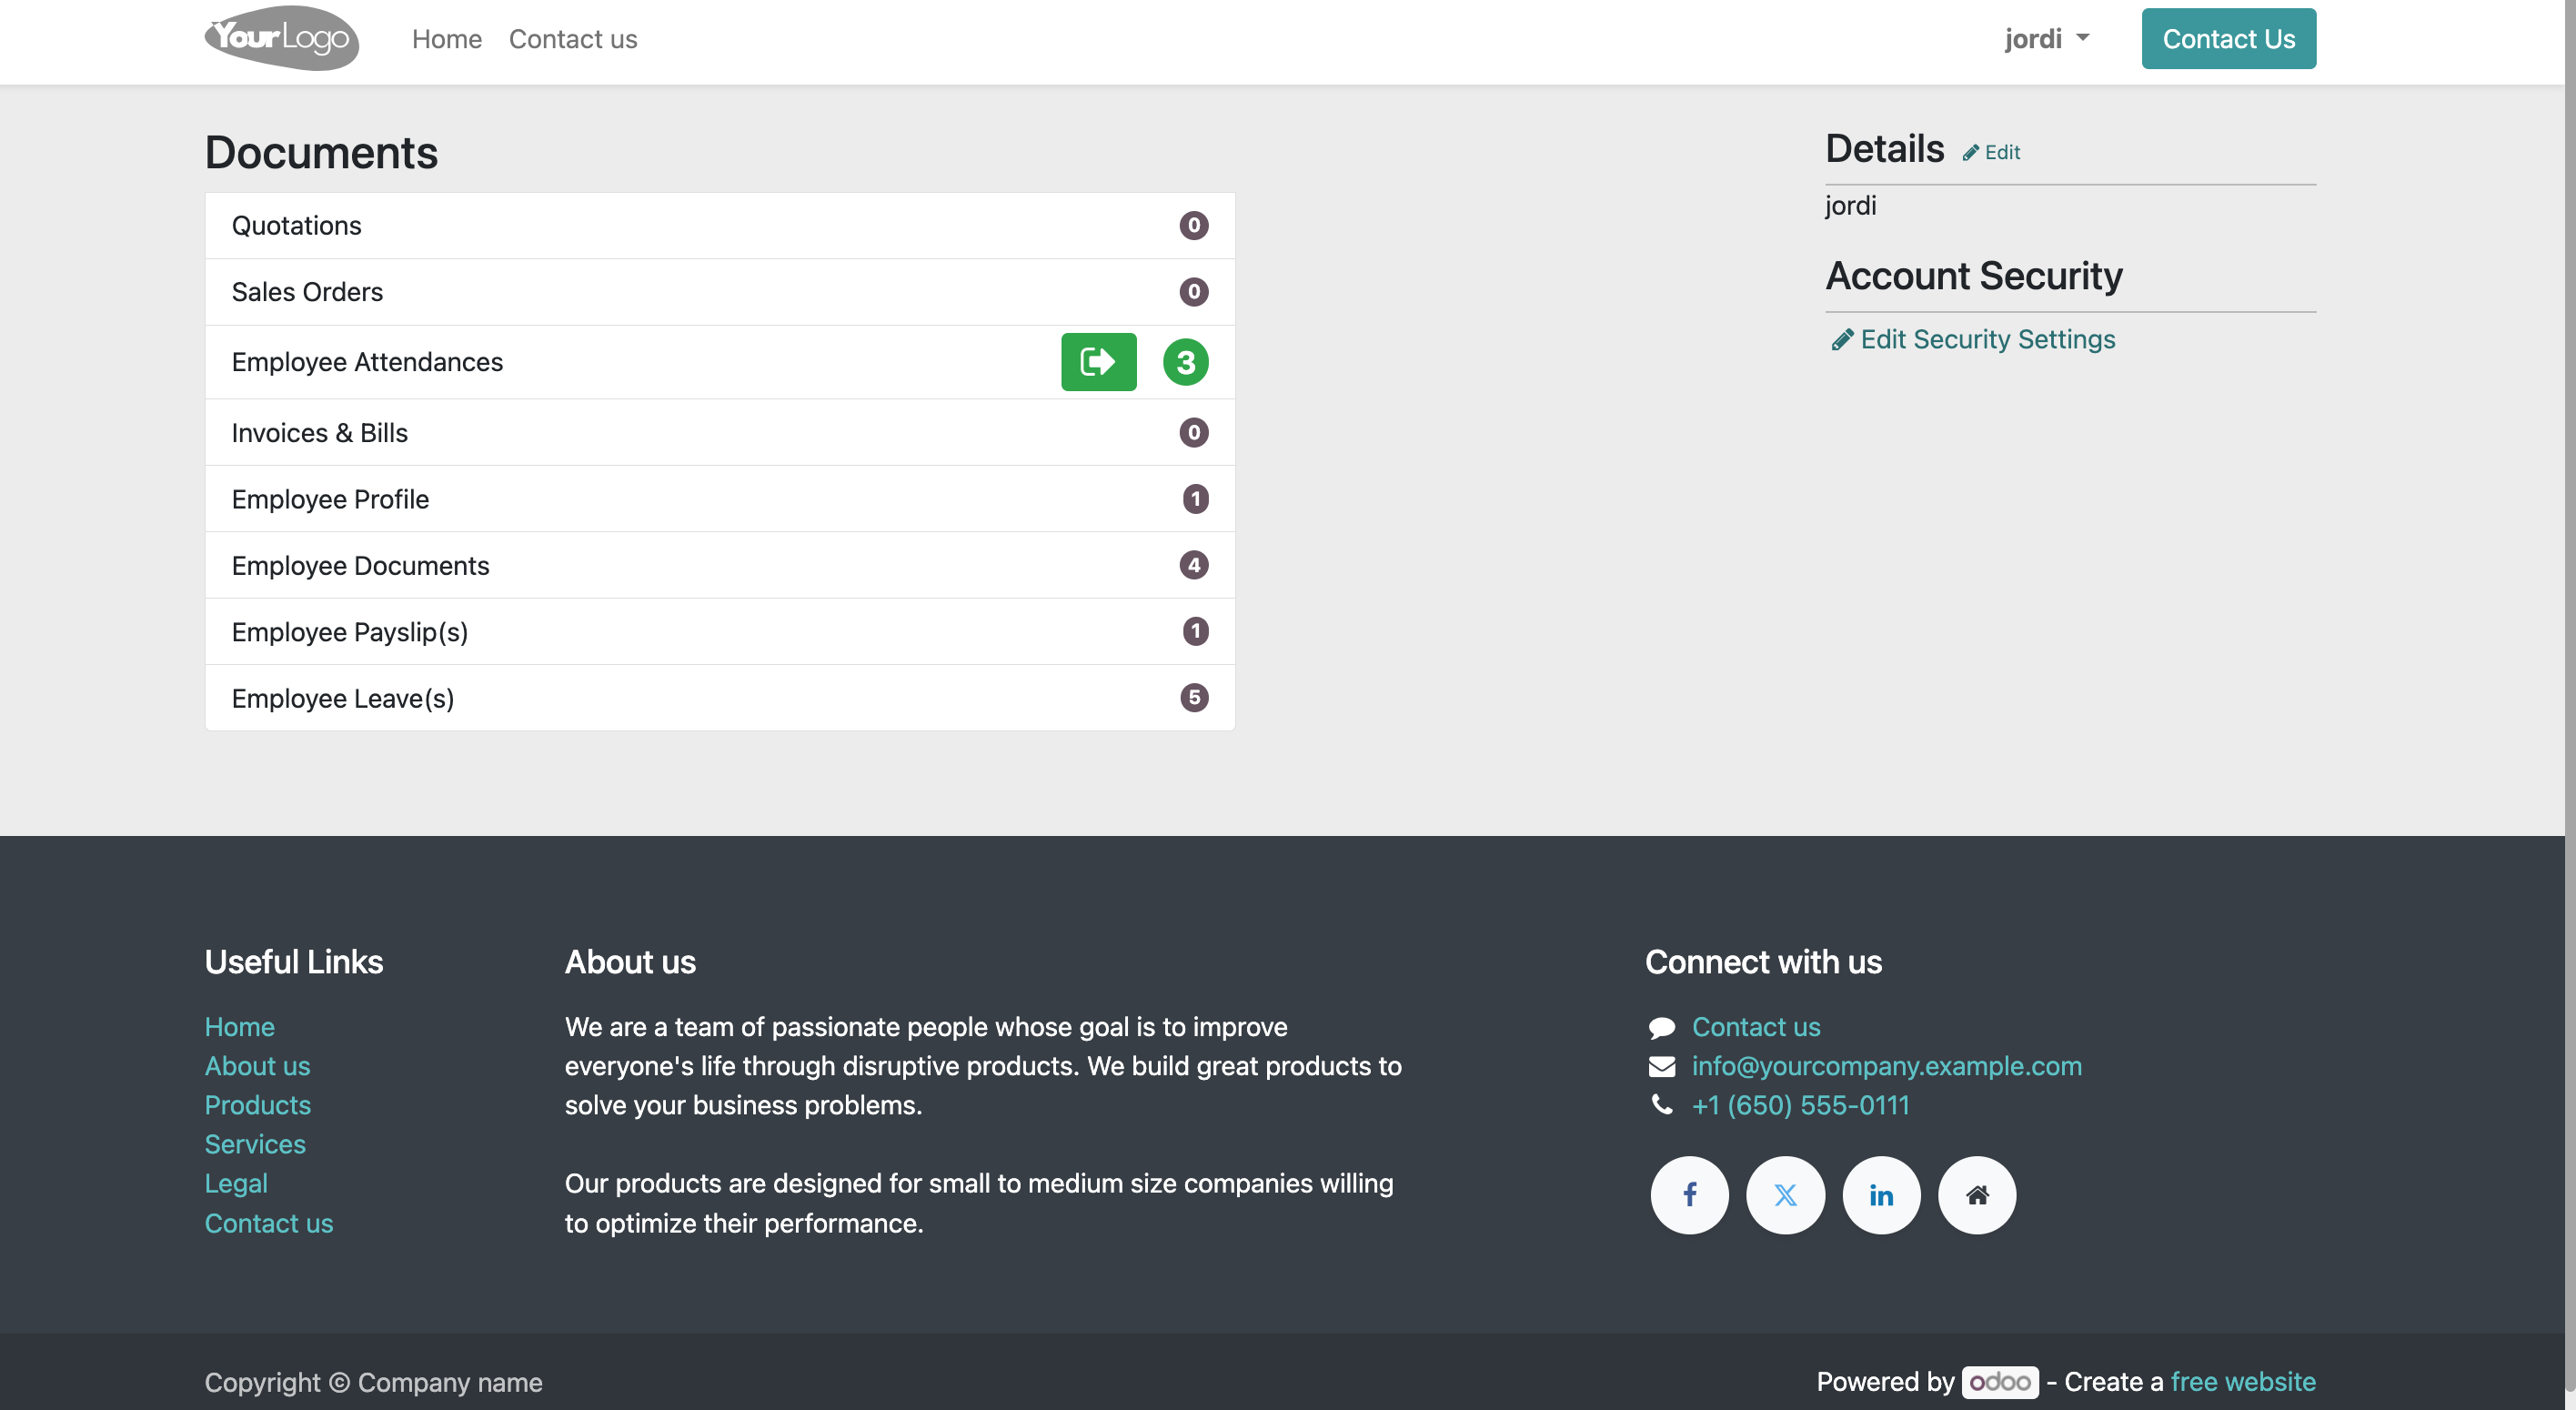 YourLogo
Home
Contact us
jordi
Contact Us
Documents
Quotations 0
Sales Orders 0
Employee Attendances 3
Invoices & Bills 0
Employee Profile 1
Employee Documents 4
Employee Payslip(s) 1
Employee Leave(s) 5
Details Edit
jordi
Account Security
Edit Security Settings
Useful Links
Home
About us
Products
Services
Legal
Contact us
About us
We are a team of passionate people whose goal is to improve
everyone's life through disruptive products. We build great products to
solve your business problems.
Our products are designed for small to medium size companies willing
to optimize their performance.
Connect with us
Contact us
info@yourcompany.example.com
+1 (650) 555-0111
Copyright © Company name
Powered by odoo - Create a free website